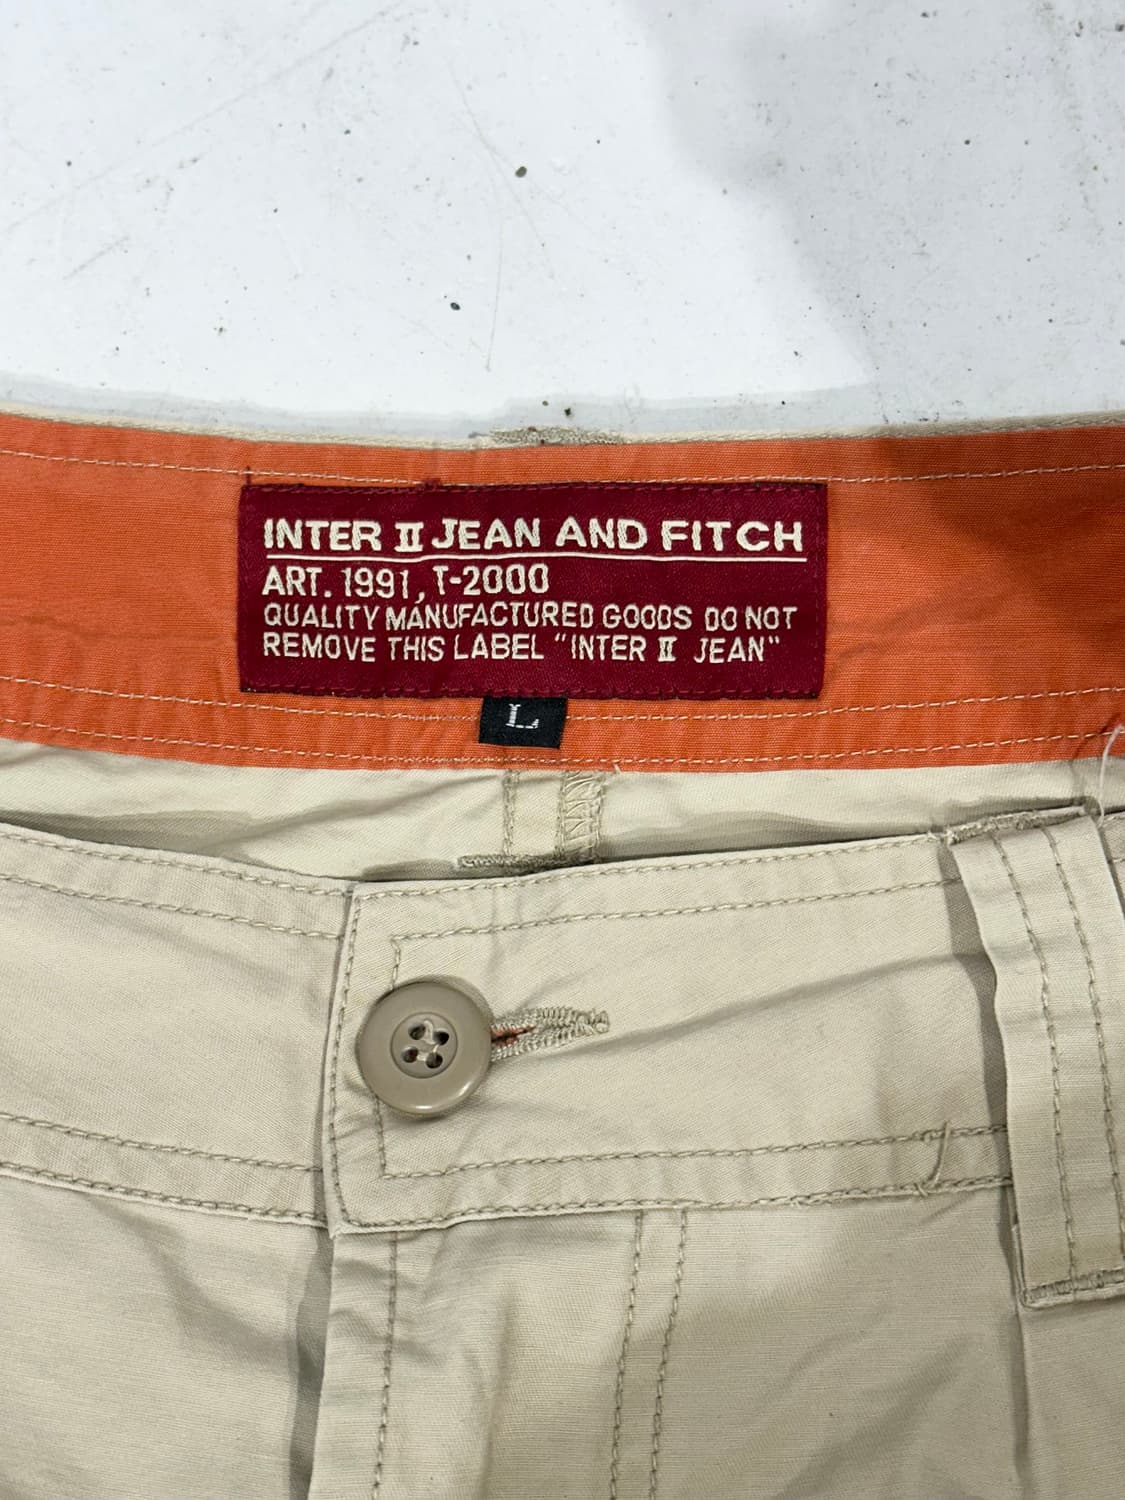 INTER II JEAN AND FITCH
ART. 1991, T-2000
QUALITY MANUFACTURED GOODS DO NOT
REMOVE THIS LABEL "INTER II JEAN"
L